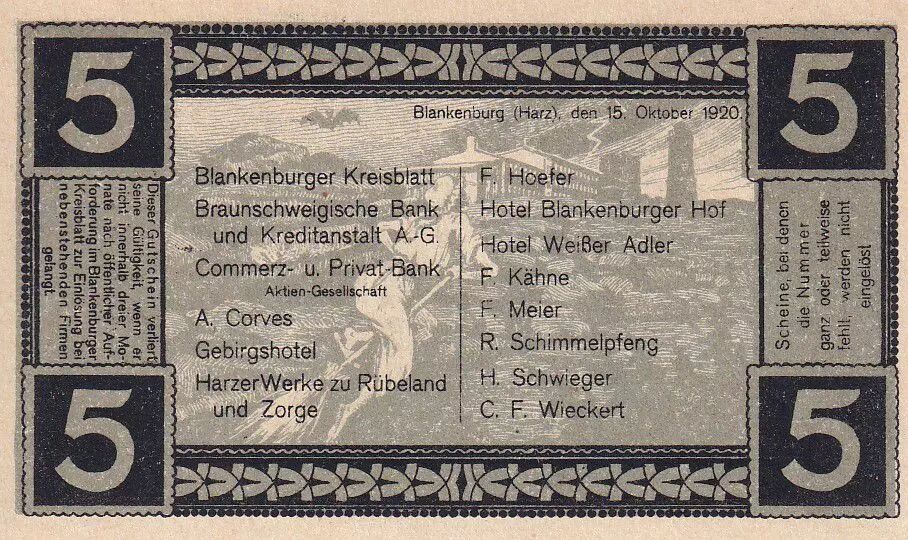 5
5
Blankenburg (Harz), den 15. Oktober 1920.
Blankenburger Kreisblatt
Braunschweigische Bank
und Kreditanstalt A.-G.
Commerz- u. Privat-Bank
Aktien-Gesellschaft
A. Corves
Gebirgshotel
Harzer Werke zu Rübeland
und Zorge
F. Hoefer
Hotel Blankenburger Hof
Hotel Weißer Adler
F. Kähne
F. Meier
R. Schimmelpfeng
H. Schwieger
C. F. Wieckert
Dieser Gutschein verliert
seine Gültigkeit, wenn er
nicht innerhalb dreier Mo-
nate nach öffentlicher Auf-
forderung im Blankenburger
Kreisblatt zur Einlösung bei
nebenstehenden Firmen
gelangt.
Scheine, bei denen
die Nummer
ganz oder teilweise
fehlt, werden nicht
eingelöst
5
5